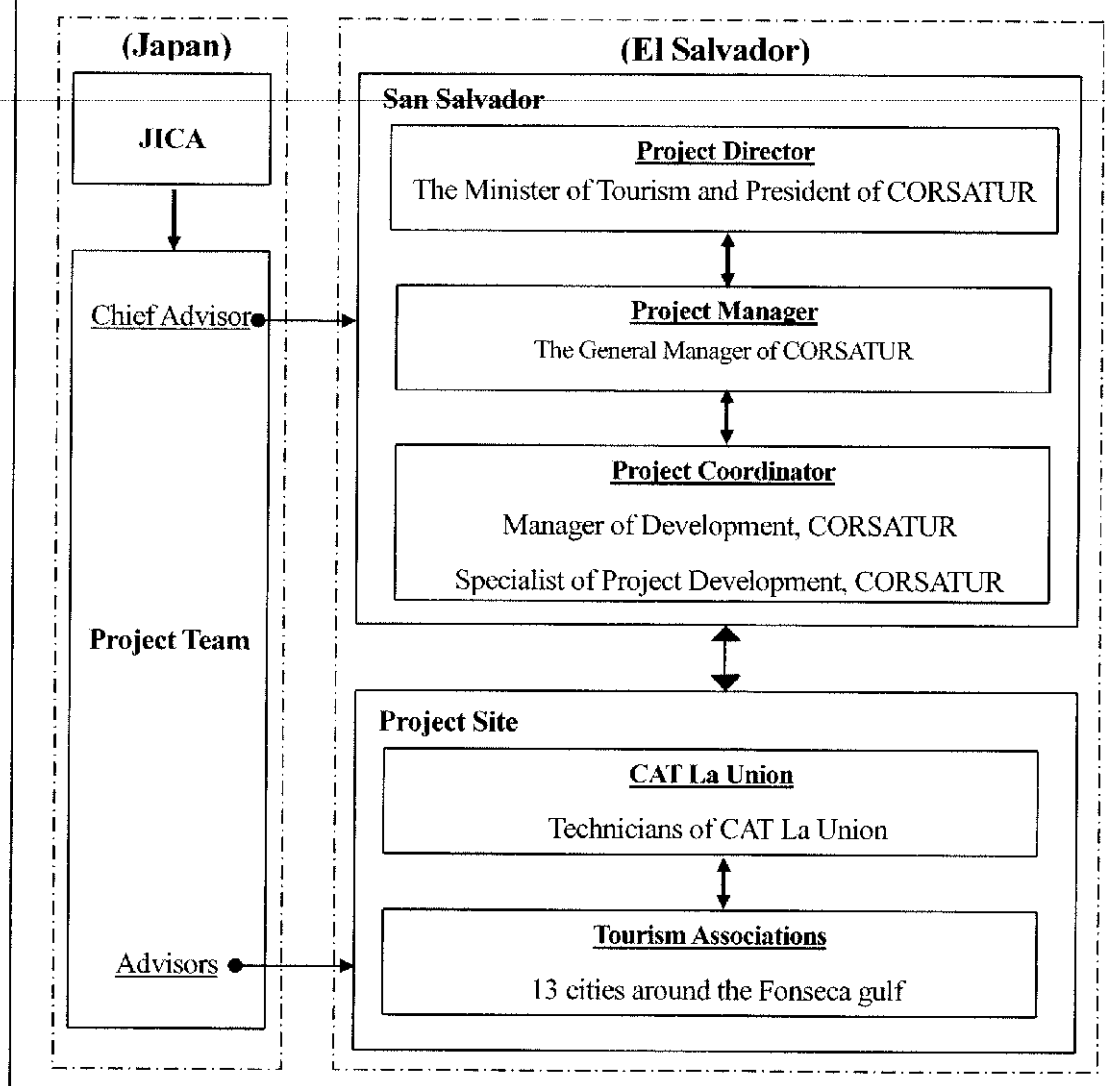 (Japan)
JICA
Chief Advisor
Project Team
Advisors
(El Salvador)
San Salvador
Project Director
The Minister of Tourism and President of CORSATUR
Project Manager
The General Manager of CORSATUR
Project Coordinator
Manager of Development, CORSATUR
Specialist of Project Development, CORSATUR
Project Site
CAT La Union
Technicians of CAT La Union
Tourism Associations
13 cities around the Fonseca gulf